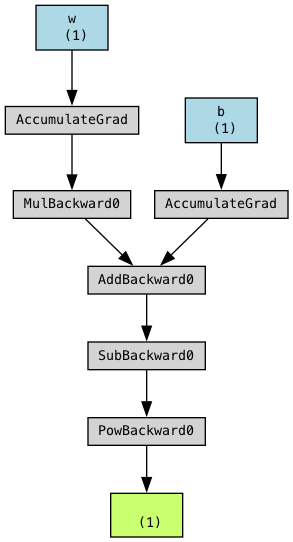 w
(1)
AccumulateGrad
b
(1)
MulBackward0
AccumulateGrad
AddBackward0
SubBackward0
PowBackward0
(1)